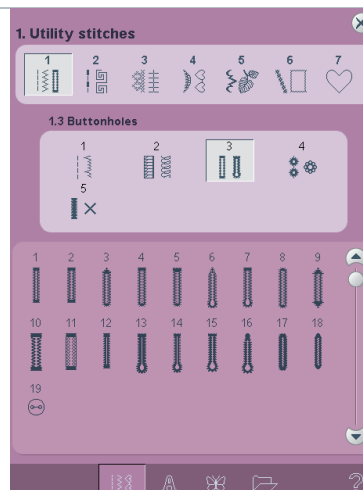 1. Utility stitches
1 2 3 4 5 6 7
1.3 Buttonholes
1 2 3 4
5
1 2 3 4 5 6 7 8 9
10 11 12 13 14 15 16 17 18
19
A ?